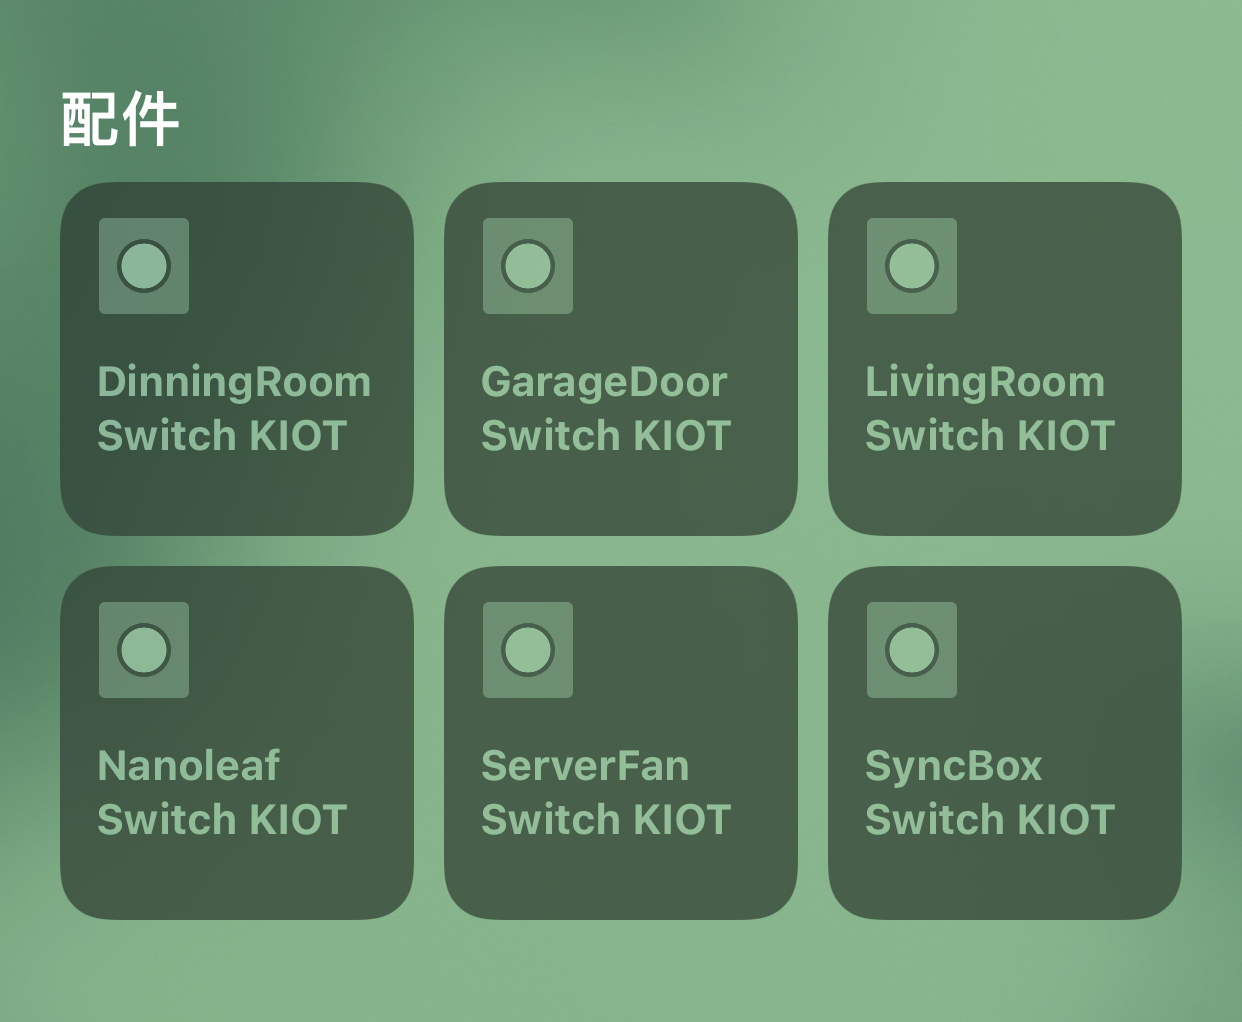 配件
DinningRoom
Switch KIOT
GarageDoor
Switch KIOT
LivingRoom
Switch KIOT
Nanoleaf
Switch KIOT
ServerFan
Switch KIOT
SyncBox
Switch KIOT